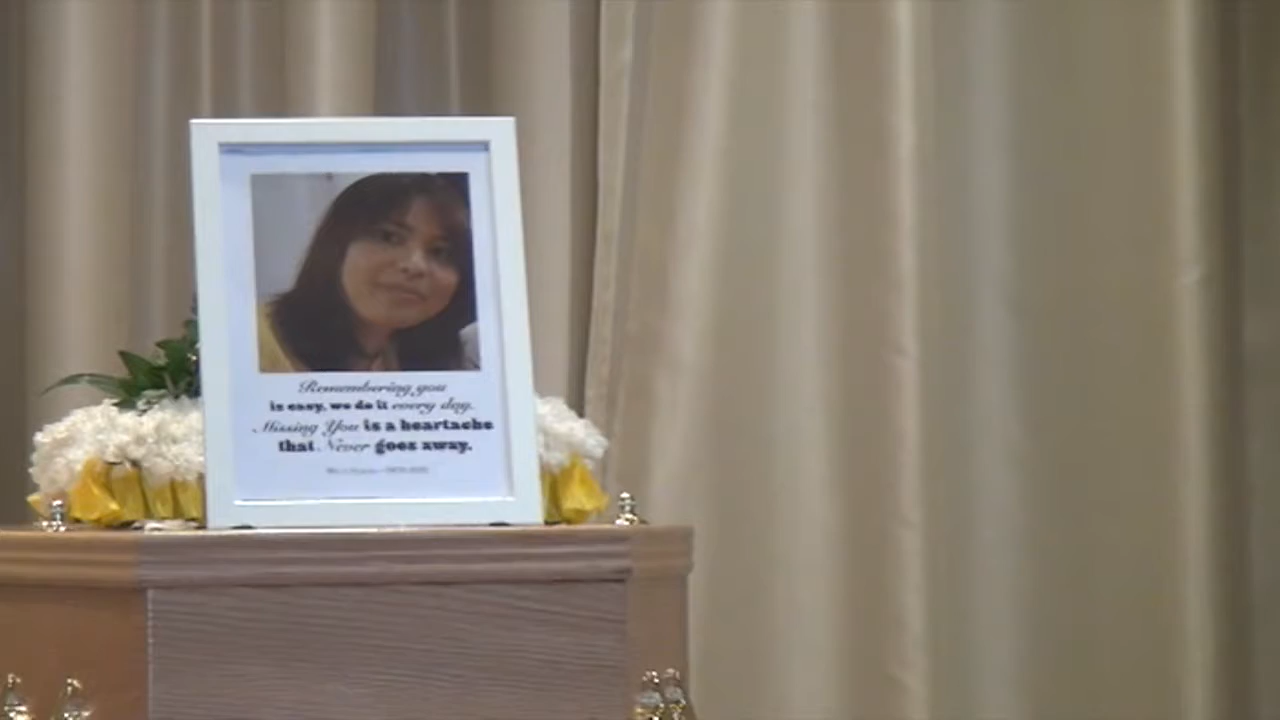 Remembering you
is easy, we do it every day.
Missing You is a heartache
that Never goes away.